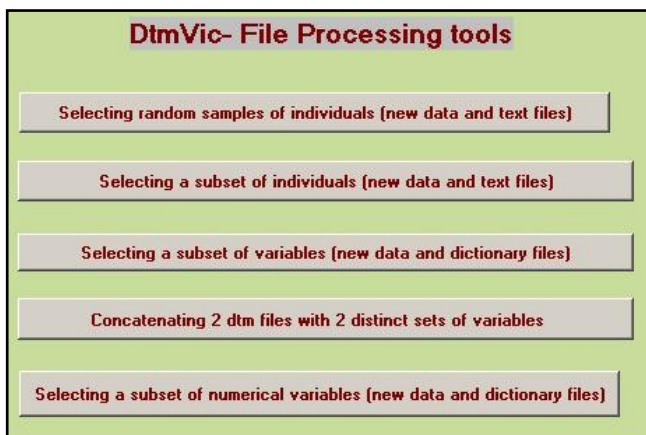 DtmVic- File Processing tools
Selecting random samples of individuals (new data and text files)
Selecting a subset of individuals (new data and text files)
Selecting a subset of variables (new data and dictionary files)
Concatenating 2 dtm files with 2 distinct sets of variables
Selecting a subset of numerical variables (new data and dictionary files)